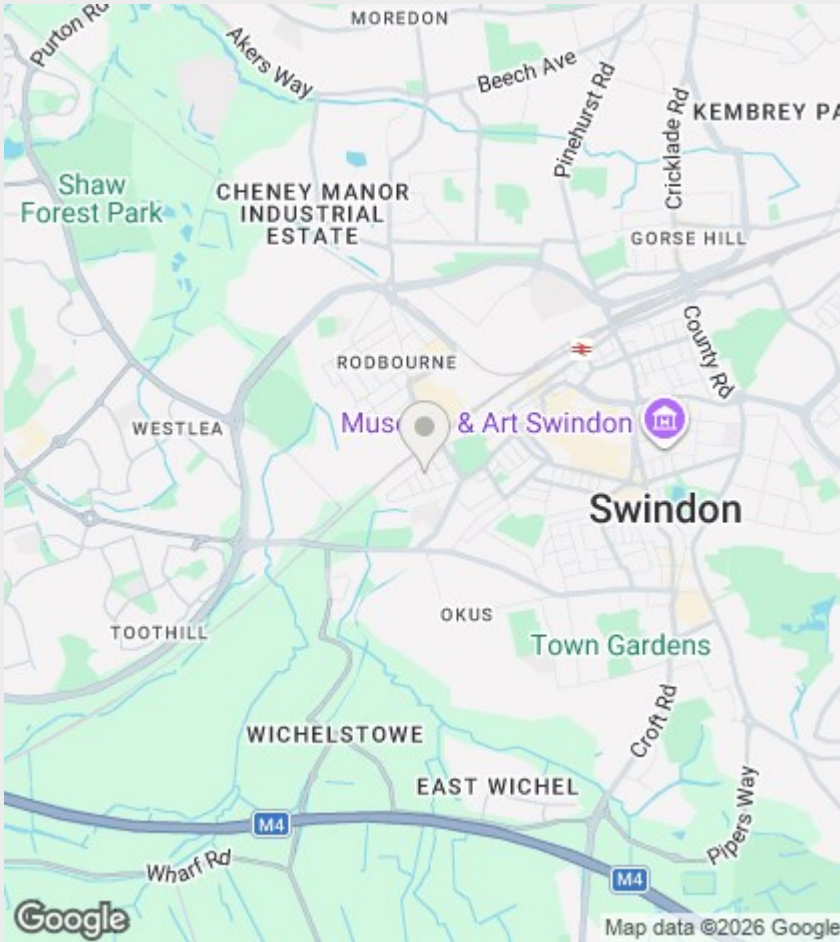 MOREDON
Purton Rd
Akers Way
Beech Ave
Pinehurst Rd
Cricklade Rd
KEMBREY PA
Shaw
Forest Park
CHENEY MANOR
INDUSTRIAL
ESTATE
GORSE HILL
County Rd
RODBOURNE
WESTLEA
Mus & Art Swindon
Swindon
OKUS
TOOTHILL
Town Gardens
Croft Rd
WICHELSTOWE
EAST WICHEL
Pipers Way
M4
Wharf Rd
M4
Google
Map data ©2026 Google